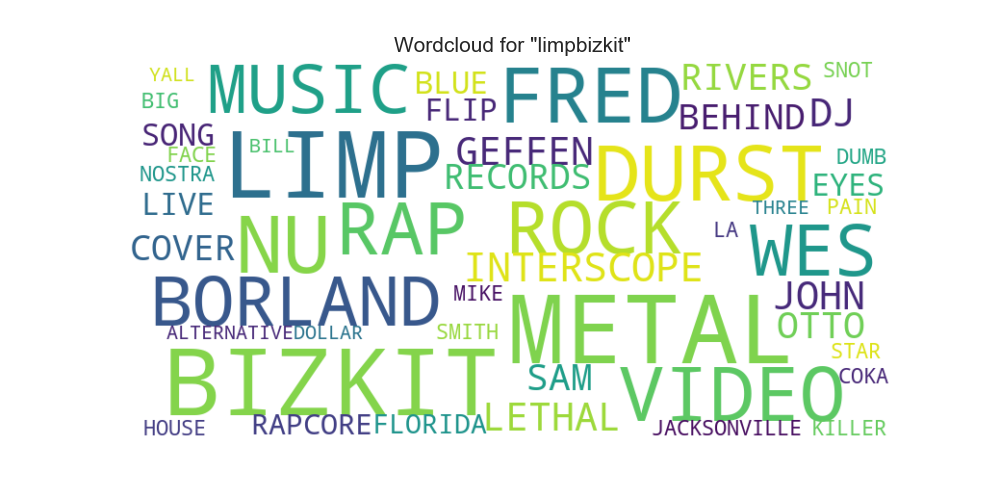 Wordcloud for "limpbizkit"
YALL
MUSIC
BLUE
FRED
RIVERS
SNOT
BIG
FLIP
BEHIND
DJ
SONG
BILL
LIMP
GEFFEN
DURST
DUMB
FACE
NOSTRA
RECORDS
EYES
LIVE
NU
RAP
ROCK
LA
THREE
PAIN
COVER
INTERSCOPE
WES
BORLAND
MIKE
METAL
JOHN
ALTERNATIVE
DOLLAR
SMITH
OTTO
BIZKIT
SAM
VIDEO
STAR
COKA
HOUSE
RAPCORE
FLORIDA
LETHAL
JACKSONVILLE
KILLER